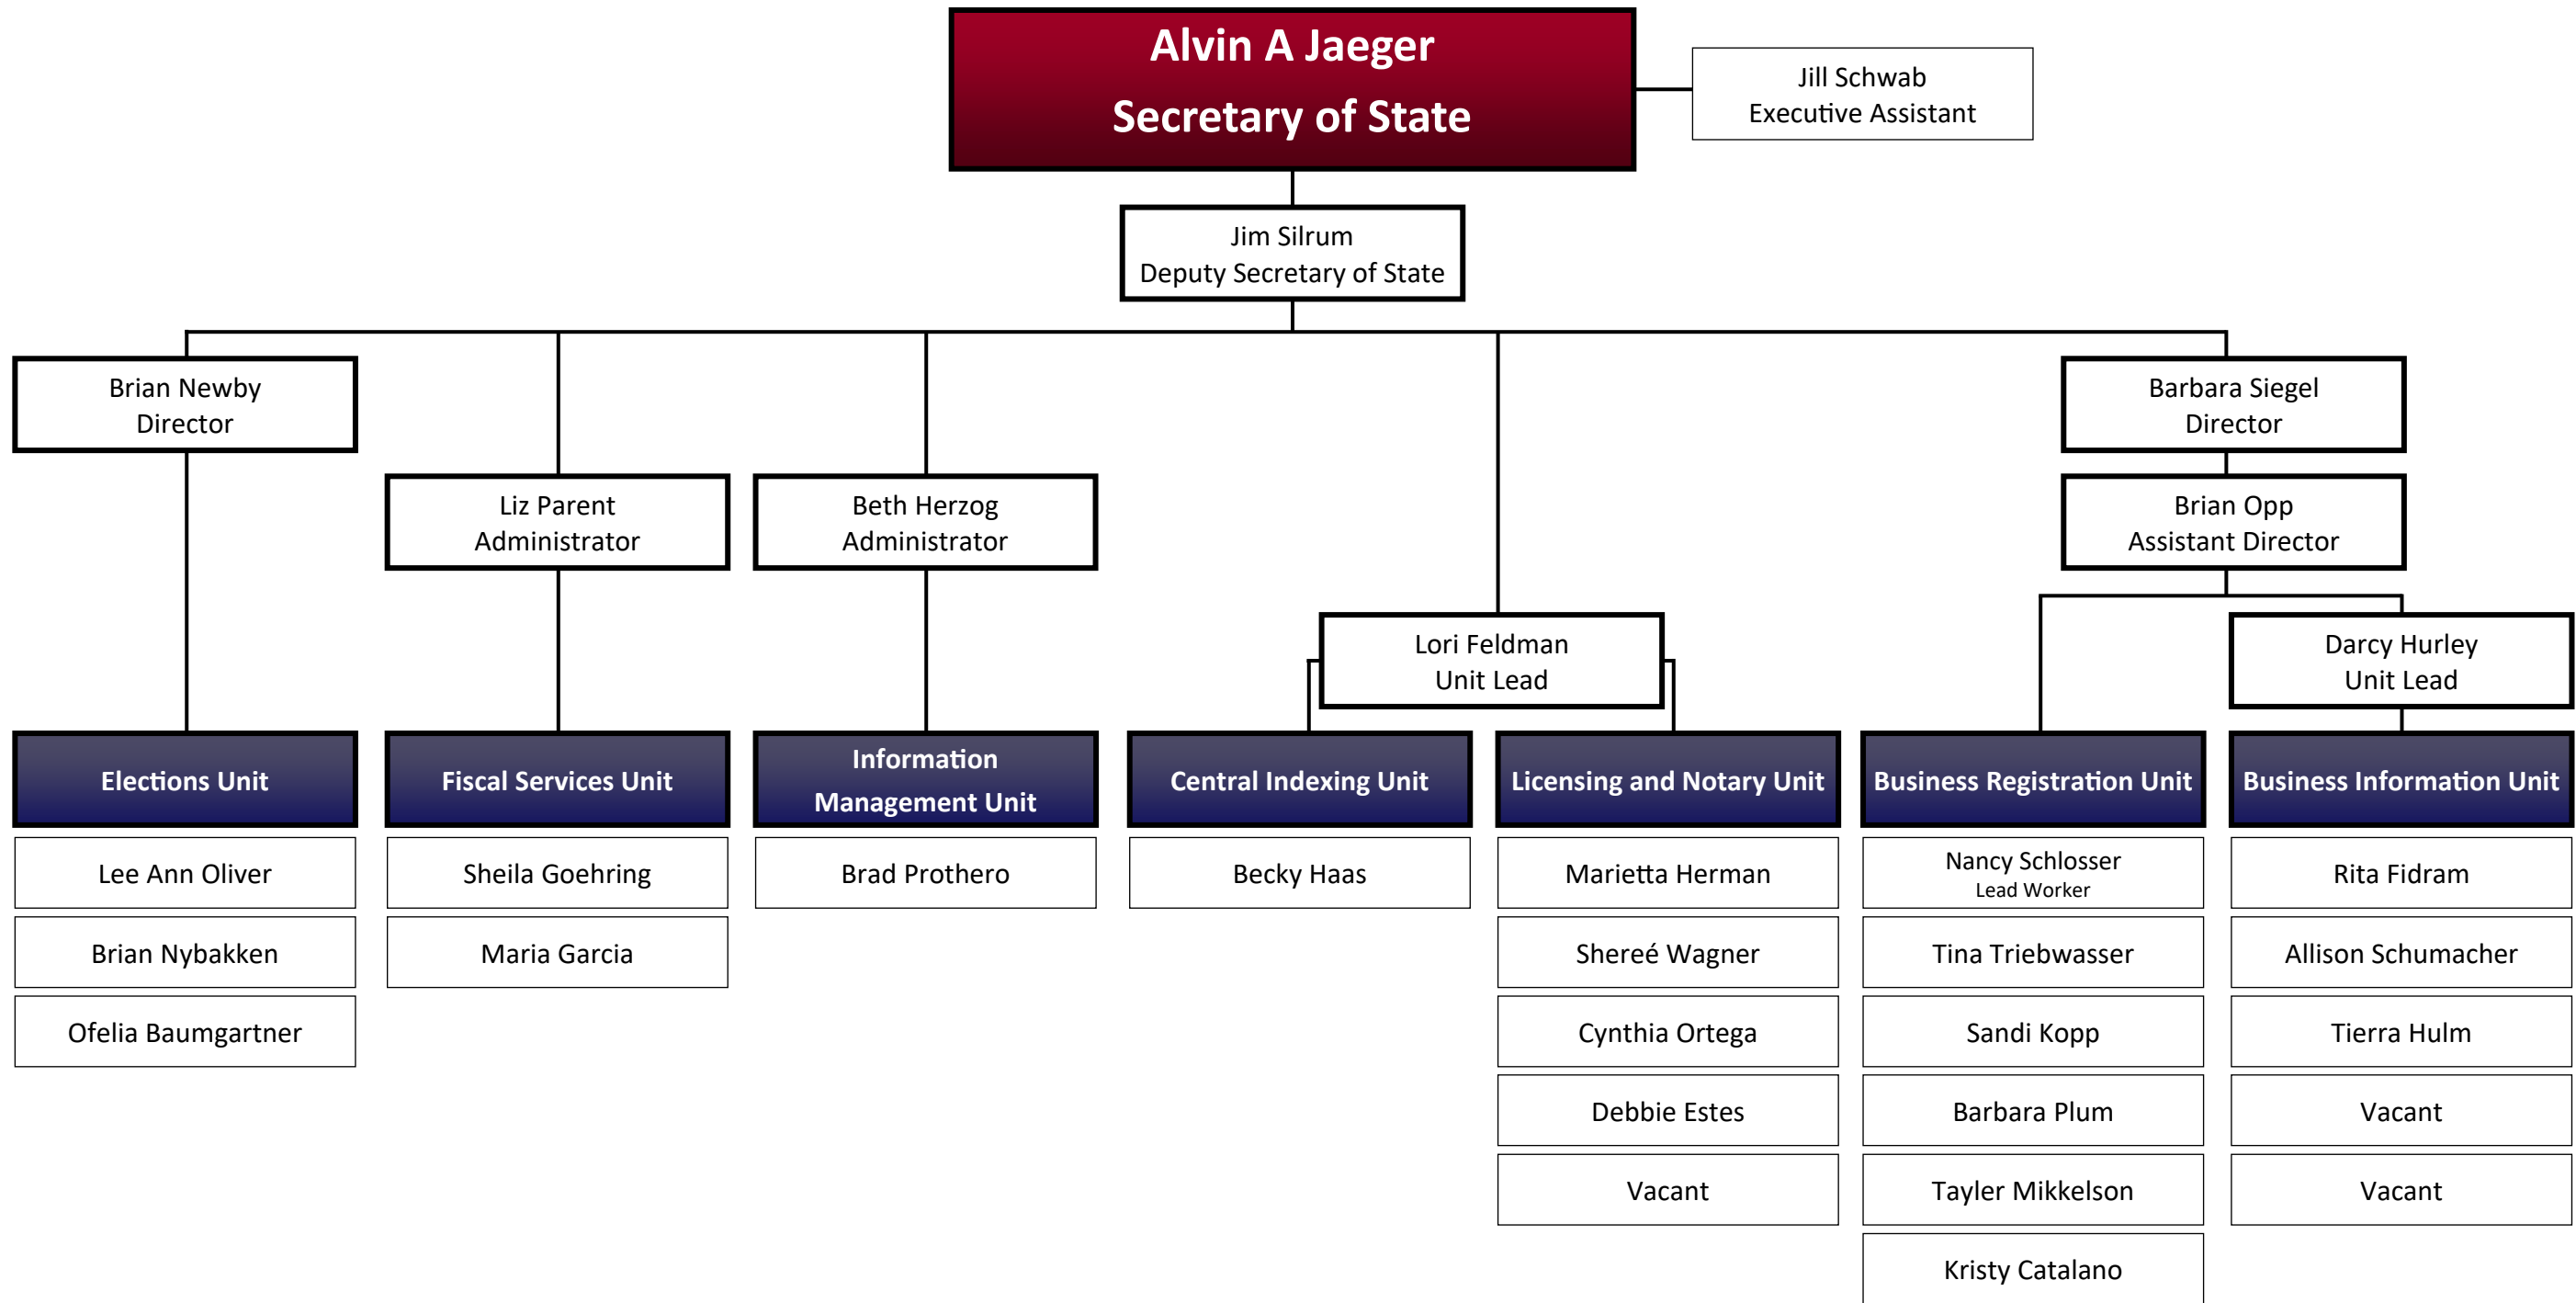 Alvin A Jaeger
Secretary of State
Jill Schwab
Executive Assistant
Jim Silrum
Deputy Secretary of State
Brian Newby
Director
Barbara Siegel
Director
Liz Parent
Administrator
Beth Herzog
Administrator
Brian Opp
Assistant Director
Lori Feldman
Unit Lead
Darcy Hurley
Unit Lead
Elections Unit
Fiscal Services Unit
Information
Management Unit
Central Indexing Unit
Licensing and Notary Unit
Business Registration Unit
Business Information Unit
Lee Ann Oliver
Sheila Goehring
Brad Prothero
Becky Haas
Marietta Herman
Nancy Schlosser
Lead Worker
Rita Fidram
Brian Nybakken
Maria Garcia
Shereé Wagner
Tina Triebwasser
Allison Schumacher
Ofelia Baumgartner
Cynthia Ortega
Sandi Kopp
Tierra Hulm
Debbie Estes
Barbara Plum
Vacant
Vacant
Tayler Mikkelson
Vacant
Kristy Catalano